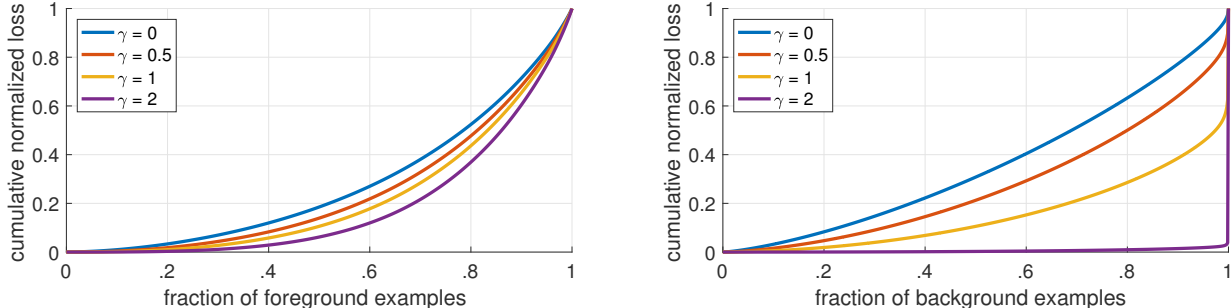 cumulative normalized loss
1
0.8
0.6
0.4
0.2
0
γ = 0
γ = 0.5
γ = 1
γ = 2
0 .2 .4 .6 .8 1
fraction of foreground examples
cumulative normalized loss
1
0.8
0.6
0.4
0.2
0
γ = 0
γ = 0.5
γ = 1
γ = 2
0 .2 .4 .6 .8 1
fraction of background examples